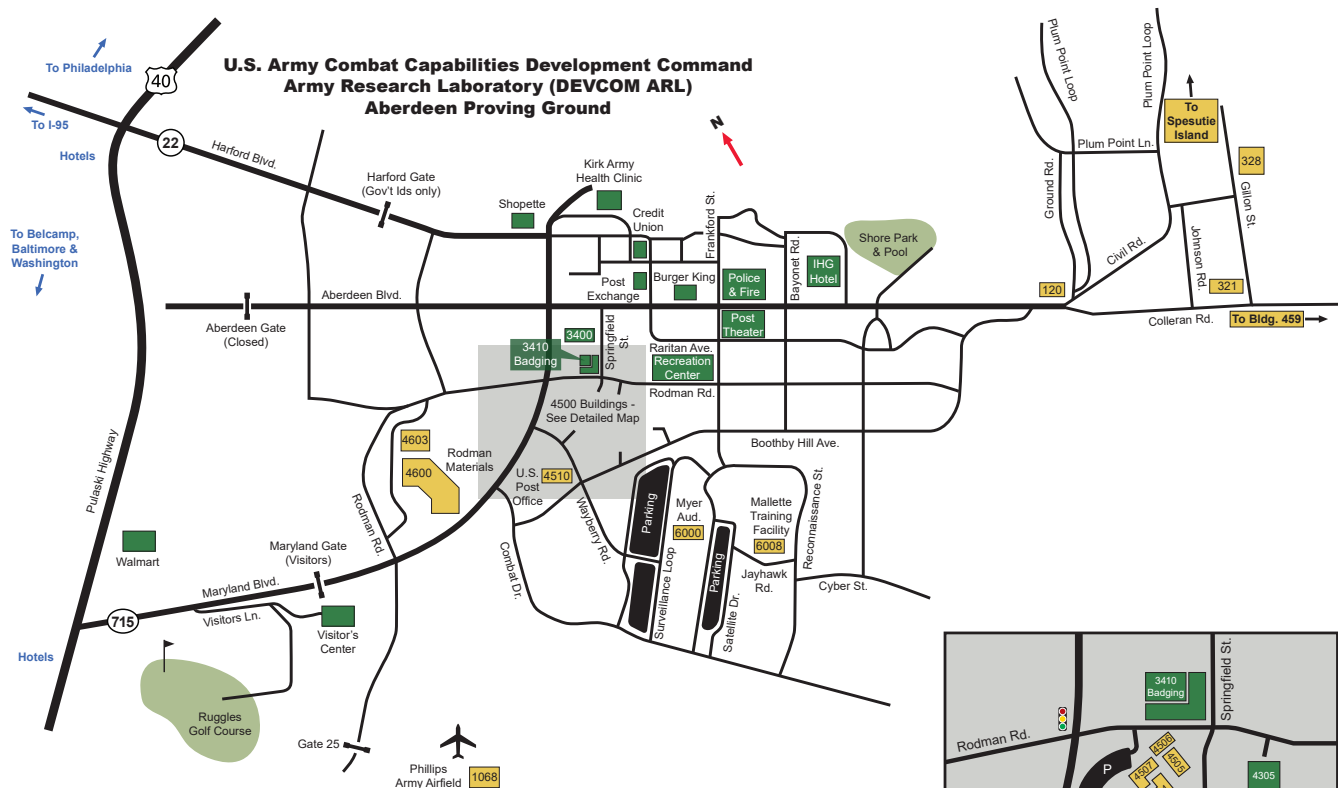 U.S. Army Combat Capabilities Development Command
Army Research Laboratory (DEVCOM ARL)
Aberdeen Proving Ground
To Philadelphia
40
To I-95
22
Hotels
Harford Blvd.
N
Harford Gate
(Gov't Ids only)
Kirk Army
Health Clinic
Shopette
Credit
Union
Frankford St.
Plum Point Loop
Plum Point Loop
To
Spesutie
Island
Plum Point Ln.
328
Ground Rd.
Gillon St.
Civil Rd.
Johnson Rd.
To Belcamp,
Baltimore &
Washington
Bayonet Rd.
Shore Park
& Pool
IHG
Hotel
Post
Exchange
Burger King
Police
& Fire
120
321
Aberdeen Blvd.
Aberdeen Gate
(Closed)
Colleran Rd.
To Bldg. 459
Post
Theater
3400
3410
Badging
Springfield
St.
Raritan Ave.
Recreation
Center
Rodman Rd.
4500 Buildings -
See Detailed Map
4603
4600
Rodman
Materials
Boothby Hill Ave.
U.S.
Post
Office
4510
Pulaski Highway
Rodman Rd.
Wayberry Rd.
Combat Dr.
Parking
Myer
Aud.
6000
Mallette
Training
Facility
6008
Reconnaissance St.
Parking
Jayhawk
Rd.
Cyber St.
Surveillance Loop
Satellite Dr.
Walmart
Maryland Gate
(Visitors)
Maryland Blvd.
715
Visitors Ln.
Visitor's
Center
Hotels
Ruggles
Golf Course
Gate 25
Phillips
Army Airfield
1068
3410
Badging
Springfield St.
Rodman Rd.
P
4506
4505
4507
4305